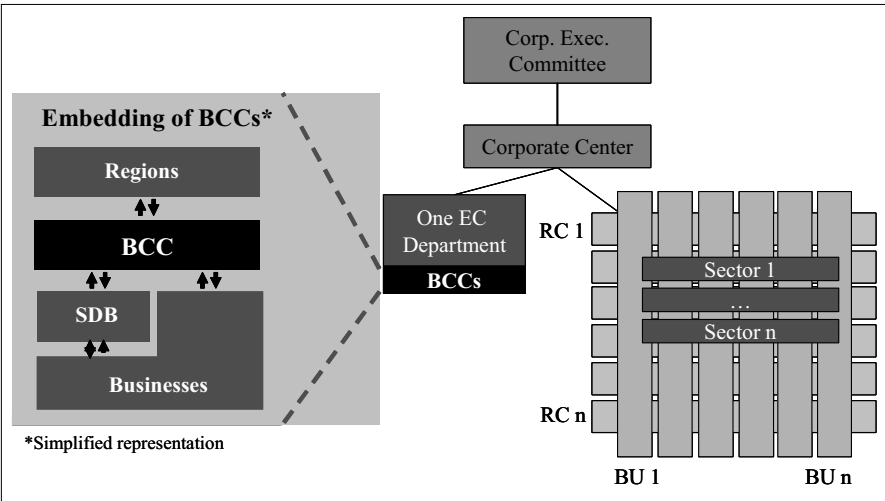 Corp. Exec.
Committee
Corporate Center
Embedding of BCCs*
Regions
BCC
SDB
Businesses
*Simplified representation
One EC
Department
BCCs
RC 1
RC n
Sector 1
…
Sector n
BU 1
BU n